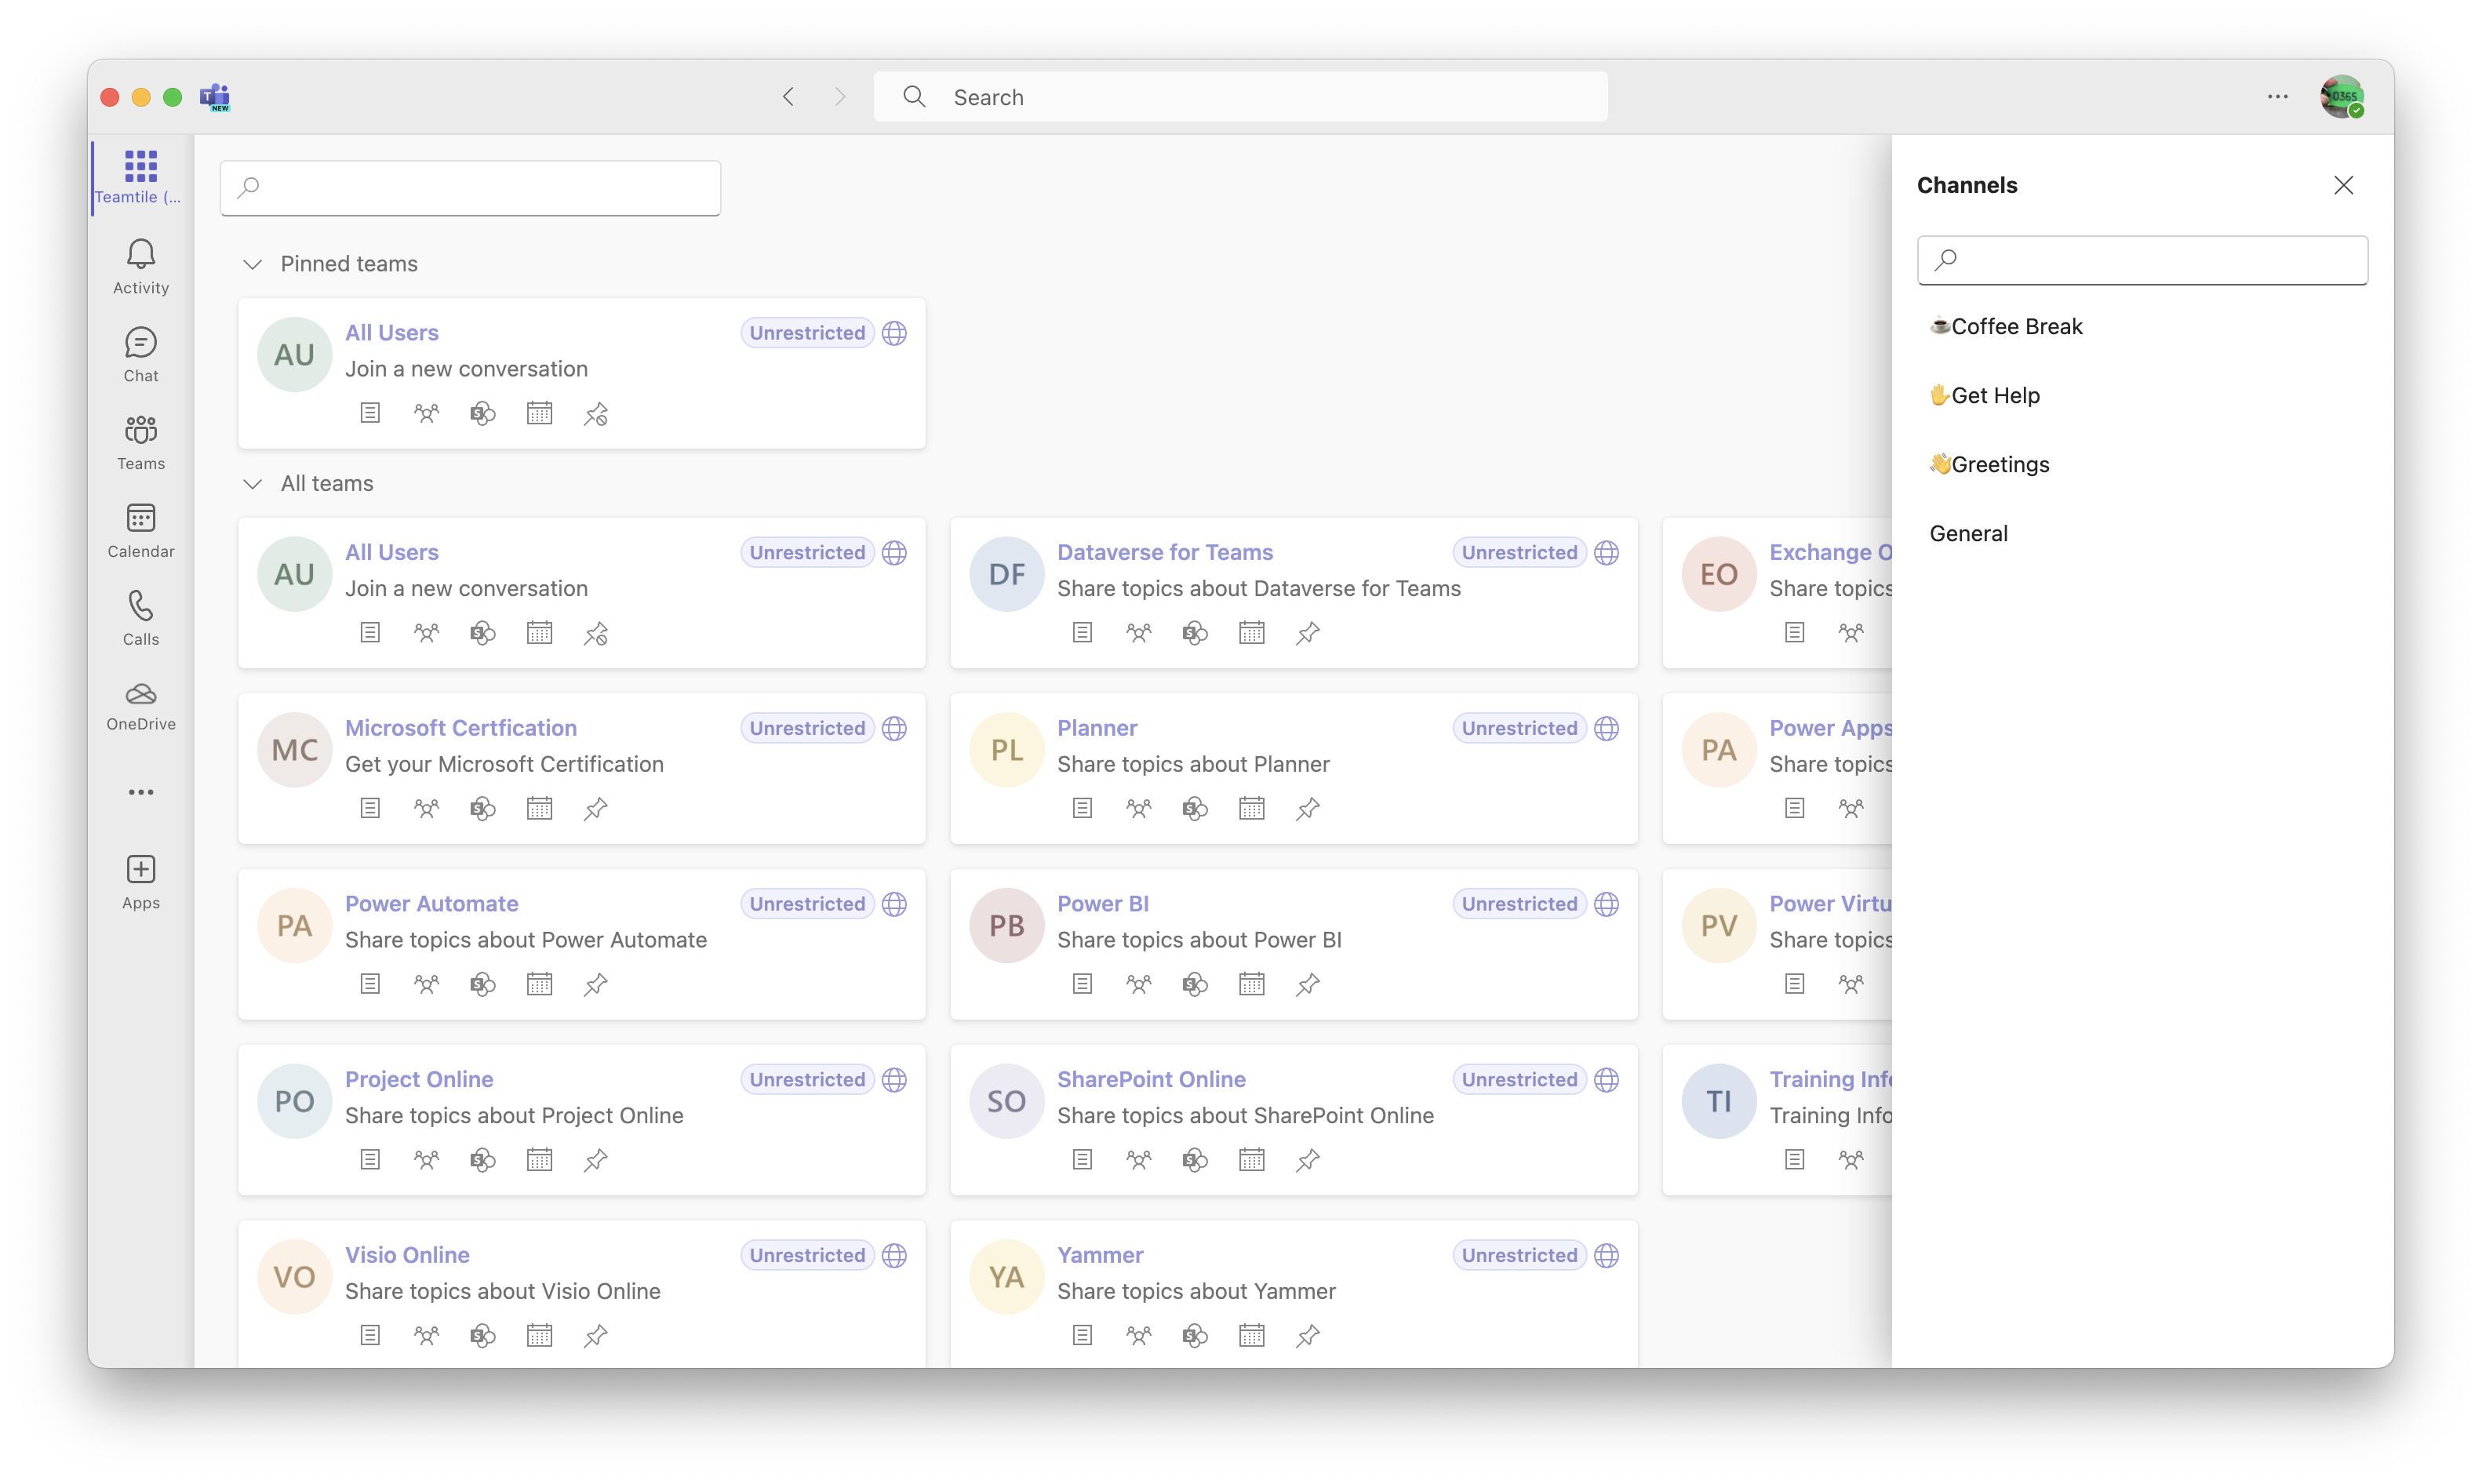 NEW
Search
O365
Teamtile (...
Activity
Chat
Teams
Calendar
Calls
OneDrive
Apps
Pinned teams
AU
All Users
Unrestricted
Join a new conversation
All teams
AU
All Users
Unrestricted
Join a new conversation
DF
Dataverse for Teams
Unrestricted
Share topics about Dataverse for Teams
EO
Exchange O
Share topics
MC
Microsoft Certfication
Unrestricted
Get your Microsoft Certification
PL
Planner
Unrestricted
Share topics about Planner
PA
Power Apps
Share topics
PA
Power Automate
Unrestricted
Share topics about Power Automate
PB
Power BI
Unrestricted
Share topics about Power BI
PV
Power Virtu
Share topics
PO
Project Online
Unrestricted
Share topics about Project Online
SO
SharePoint Online
Unrestricted
Share topics about SharePoint Online
TI
Training Info
Training Info
VO
Visio Online
Unrestricted
Share topics about Visio Online
YA
Yammer
Unrestricted
Share topics about Yammer
Channels
☕Coffee Break
✋Get Help
👋Greetings
General